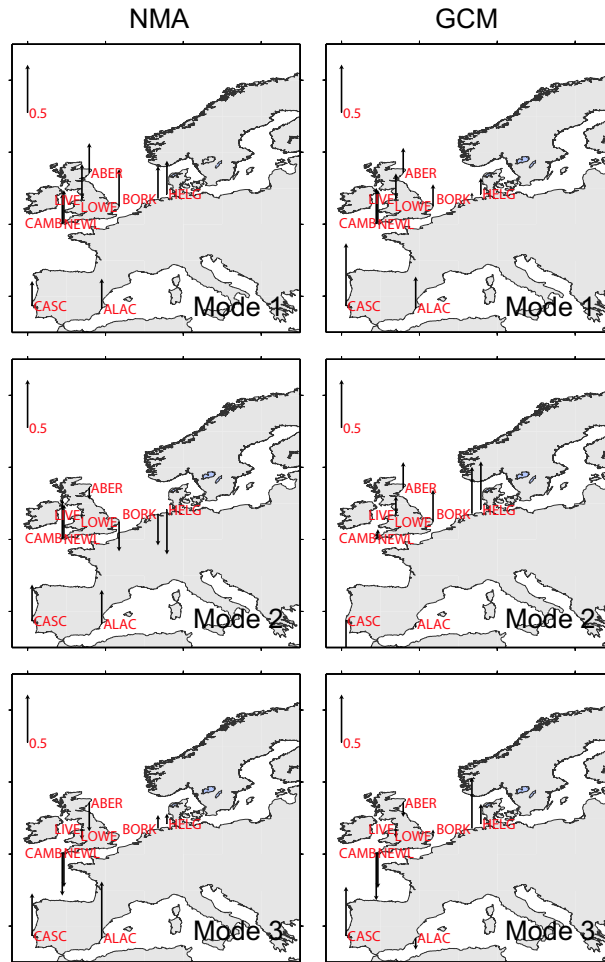 NMA GCM
0.5 0.5
ABER ABER
LIVE LOWE BORK HELG LIVE LOWE BORK HELG
CAMB NEWL CAMB NEWL
CASC ALAC CASC ALAC
Mode 1 Mode 1
0.5 0.5
ABER ABER
LIVE LOWE BORK HELG LIVE LOWE BORK HELG
CAMB NEWL CAMB NEWL
CASC ALAC CASC ALAC
Mode 2 Mode 2
0.5 0.5
ABER ABER
LIVE LOWE BORK HELG LIVE LOWE BORK HELG
CAMB NEWL CAMB NEWL
CASC ALAC CASC ALAC
Mode 3 Mode 3